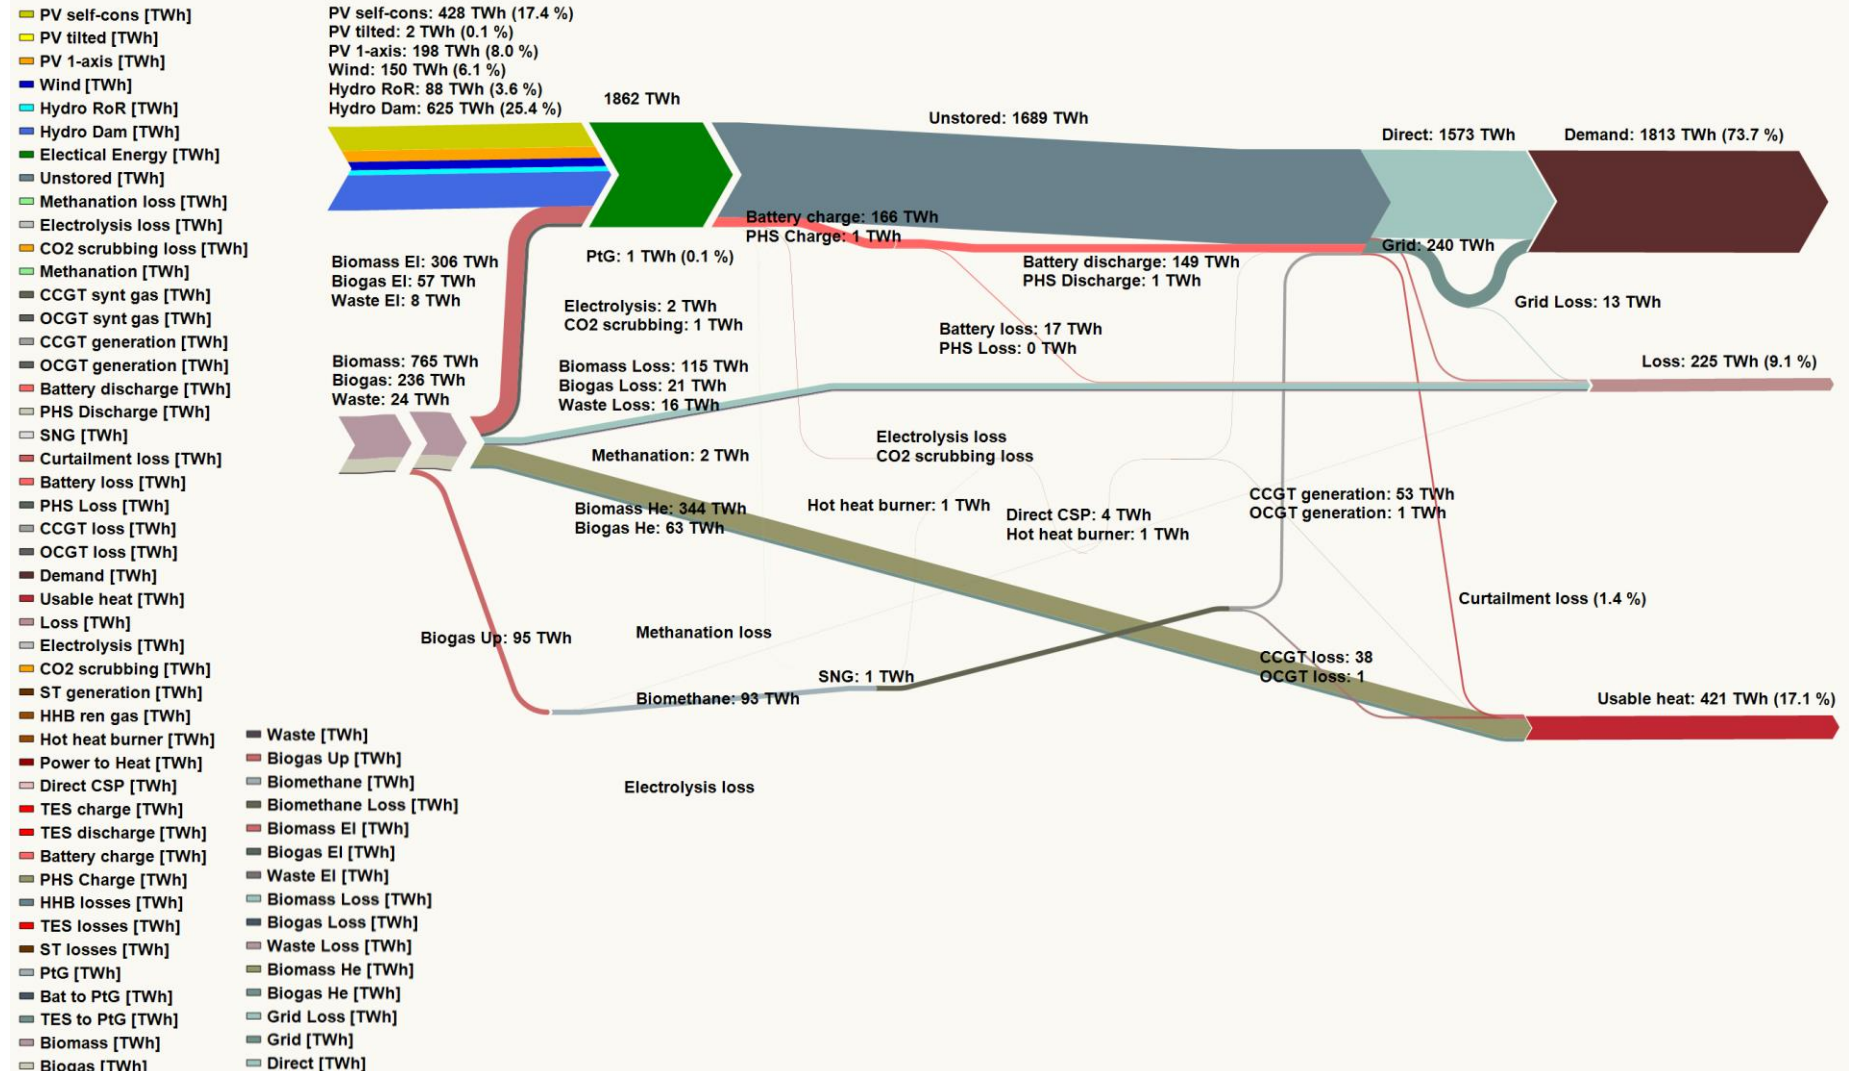 PV self-cons [TWh]
PV tilted [TWh]
PV 1-axis [TWh]
Wind [TWh]
Hydro RoR [TWh]
Hydro Dam [TWh]
Electical Energy [TWh]
Unstored [TWh]
Methanation loss [TWh]
Electrolysis loss [TWh]
CO2 scrubbing loss [TWh]
Methanation [TWh]
CCGT synt gas [TWh]
OCGT synt gas [TWh]
CCGT generation [TWh]
OCGT generation [TWh]
Battery discharge [TWh]
PHS Discharge [TWh]
SNG [TWh]
Curtailment loss [TWh]
Battery loss [TWh]
PHS Loss [TWh]
CCGT loss [TWh]
OCGT loss [TWh]
Demand [TWh]
Usable heat [TWh]
Loss [TWh]
Electrolysis [TWh]
CO2 scrubbing [TWh]
ST generation [TWh]
HHB ren gas [TWh]
Hot heat burner [TWh]
Power to Heat [TWh]
Direct CSP [TWh]
TES charge [TWh]
TES discharge [TWh]
Battery charge [TWh]
PHS Charge [TWh]
HHB losses [TWh]
TES losses [TWh]
ST losses [TWh]
PtG [TWh]
Bat to PtG [TWh]
TES to PtG [TWh]
Biomass [TWh]
Biogas [TWh]
Waste [TWh]
Biogas Up [TWh]
Biomethane [TWh]
Biomethane Loss [TWh]
Biomass El [TWh]
Biogas El [TWh]
Waste El [TWh]
Biomass Loss [TWh]
Biogas Loss [TWh]
Waste Loss [TWh]
Biomass He [TWh]
Biogas He [TWh]
Grid Loss [TWh]
Grid [TWh]
Direct [TWh]
PV self-cons: 428 TWh (17.4 %)
PV tilted: 2 TWh (0.1 %)
PV 1-axis: 198 TWh (8.0 %)
Wind: 150 TWh (6.1 %)
Hydro RoR: 88 TWh (3.6 %)
Hydro Dam: 625 TWh (25.4 %)
1862 TWh
Unstored: 1689 TWh
Direct: 1573 TWh
Demand: 1813 TWh (73.7 %)
Battery charge: 166 TWh
PHS Charge: 1 TWh
Grid: 240 TWh
PtG: 1 TWh (0.1 %)
Biomass El: 306 TWh
Biogas El: 57 TWh
Waste El: 8 TWh
Battery discharge: 149 TWh
PHS Discharge: 1 TWh
Grid Loss: 13 TWh
Electrolysis: 2 TWh
CO2 scrubbing: 1 TWh
Battery loss: 17 TWh
PHS Loss: 0 TWh
Biomass: 765 TWh
Biogas: 236 TWh
Waste: 24 TWh
Biomass Loss: 115 TWh
Biogas Loss: 21 TWh
Waste Loss: 16 TWh
Loss: 225 TWh (9.1 %)
Electrolysis loss
CO2 scrubbing loss
Methanation: 2 TWh
Biomass He: 344 TWh
Biogas He: 63 TWh
Hot heat burner: 1 TWh
Direct CSP: 4 TWh
Hot heat burner: 1 TWh
CCGT generation: 53 TWh
OCGT generation: 1 TWh
Curtailment loss (1.4 %)
Biogas Up: 95 TWh
Methanation loss
CCGT loss: 38
OCGT loss: 1
SNG: 1 TWh
Biomethane: 93 TWh
Usable heat: 421 TWh (17.1 %)
Electrolysis loss